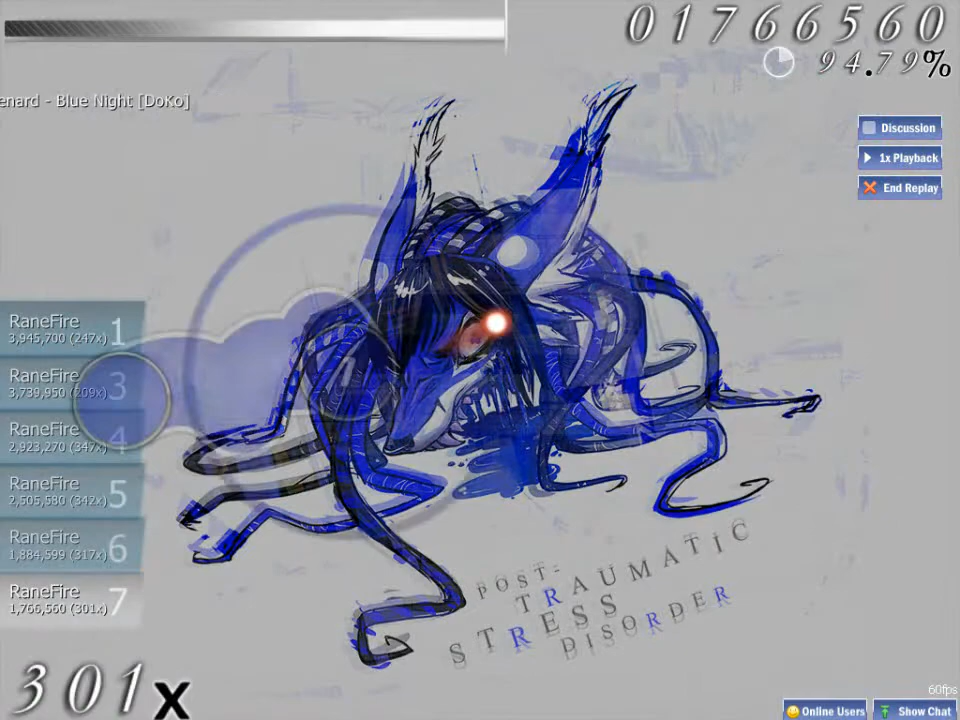 01766560
94.79%
enard - Blue Night [DoKo]
Discussion
1x Playback
End Replay
RaneFire
3,945,700 (247x) 1
RaneFire
3,739,950 (209x) 3
RaneFire
2,923,270 (347x) 4
RaneFire
2,505,580 (342x) 5
RaneFire
1,884,599 (317x) 6
RaneFire
1,766,560 (301x) 7
POST-
TRAUMATIC
STRESS
DISORDER
301x
60fps
Online Users
Show Chat